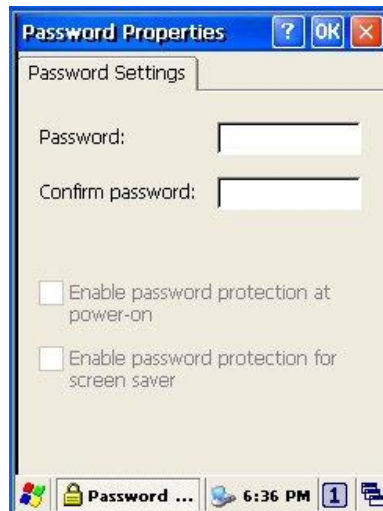 Password Properties ? OK ×
Password Settings
Password:
Confirm password:
Enable password protection at
power-on
Enable password protection for
screen saver
Password ... 6:36 PM 1